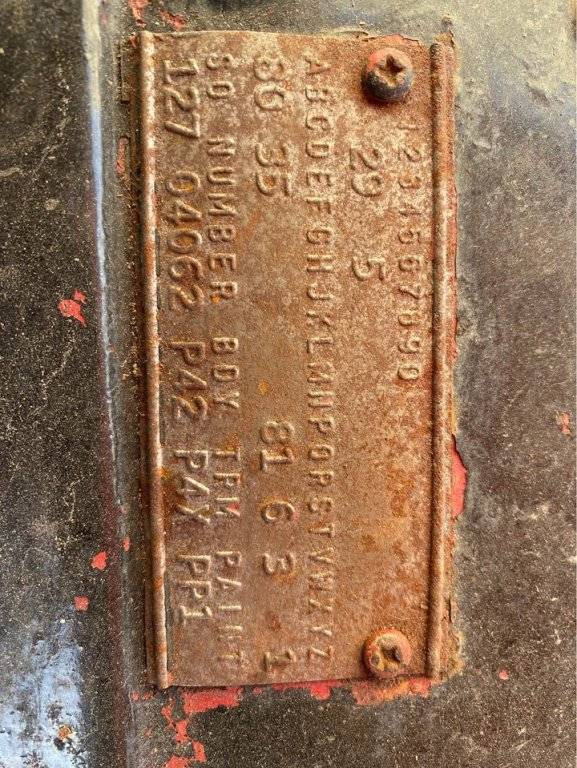 1234567890
29 5
ABCDEFGHJKLMNPQRSTVWXYZ
80 35 81 6 3 1
SO NUMBER BDY TRM PAINT
127 04062 P42 P4X PP1